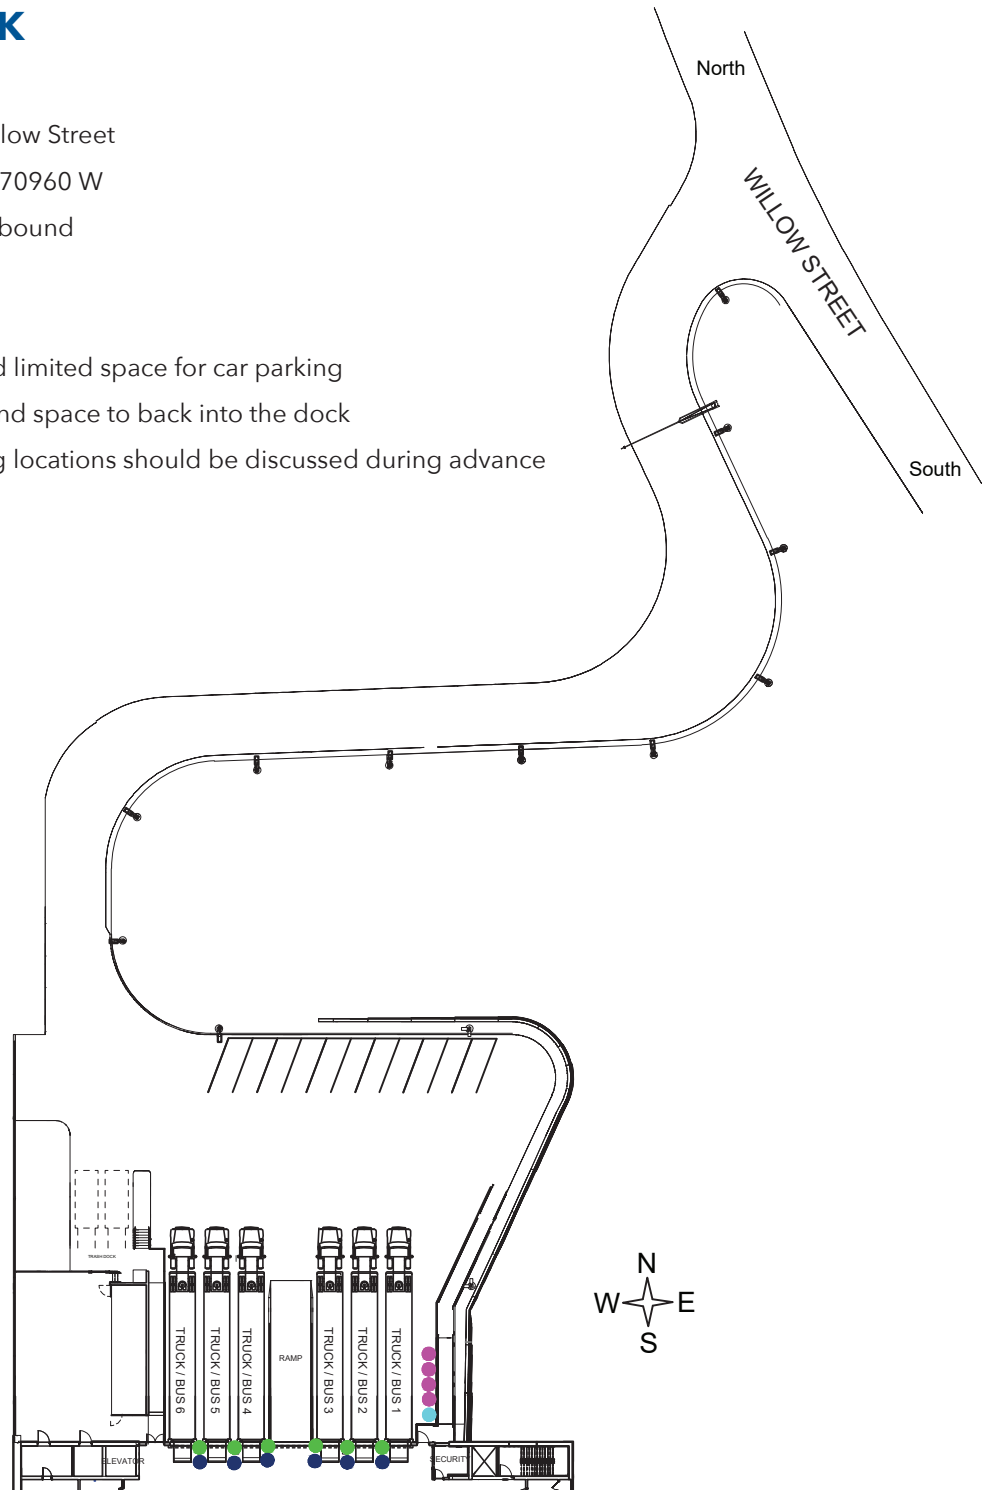 K
North
low Street
70960 W
WILLOW STREET
bound
d limited space for car parking
nd space to back into the dock
g locations should be discussed during advance
South
TRASH DOCK
N
W E
S
TRUCK / BUS 6
TRUCK / BUS 5
TRUCK / BUS 4
RAMP
TRUCK / BUS 3
TRUCK / BUS 2
TRUCK / BUS 1
ELEVATOR
SECURITY